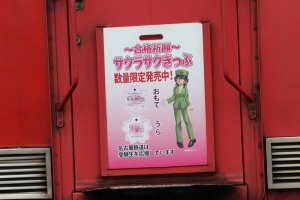 ～合格祈願～
サクラサクきっぷ
数量限定発売中！
おもて
うら
名古屋鉄道は
受験生を応援しています